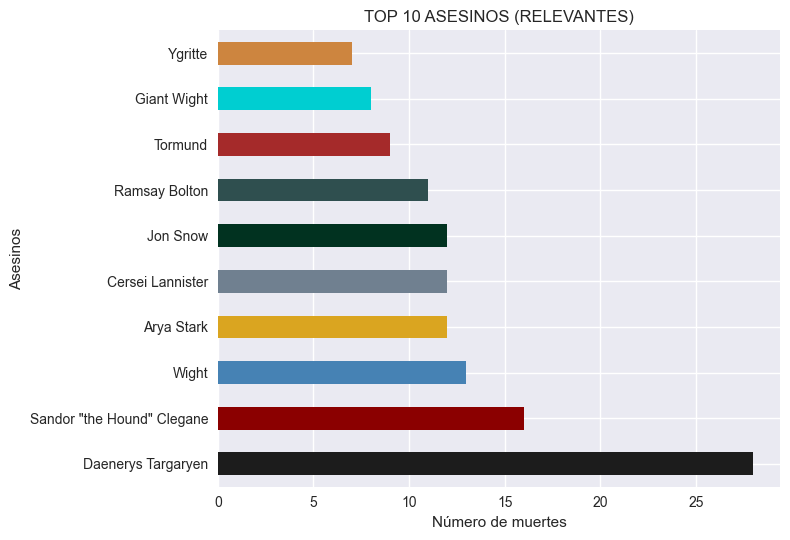 TOP 10 ASESINOS (RELEVANTES)
Asesinos
Ygritte
Giant Wight
Tormund
Ramsay Bolton
Jon Snow
Cersei Lannister
Arya Stark
Wight
Sandor "the Hound" Clegane
Daenerys Targaryen
0 5 10 15 20 25
Número de muertes